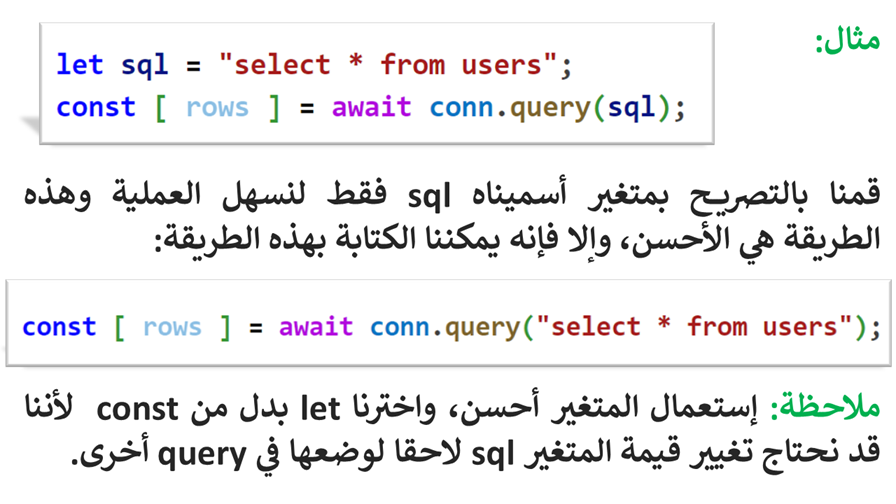 مثال:
let sql = "select * from users";
const [ rows ] = await conn.query(sql);
قمنا بالتصريح بمتغير أسميناه sql فقط لنسهل العملية وهذه
الطريقة هي الأحسن، وإلا فإنه يمكننا الكتابة بهذه الطريقة:
const [ rows ] = await conn.query("select * from users");
ملاحظة: إستعمال المتغير أحسن، واخترنا let بدل من const لأننا
قد نحتاج تغيير قيمة المتغير sql لاحقا لوضعها في query أخرى.